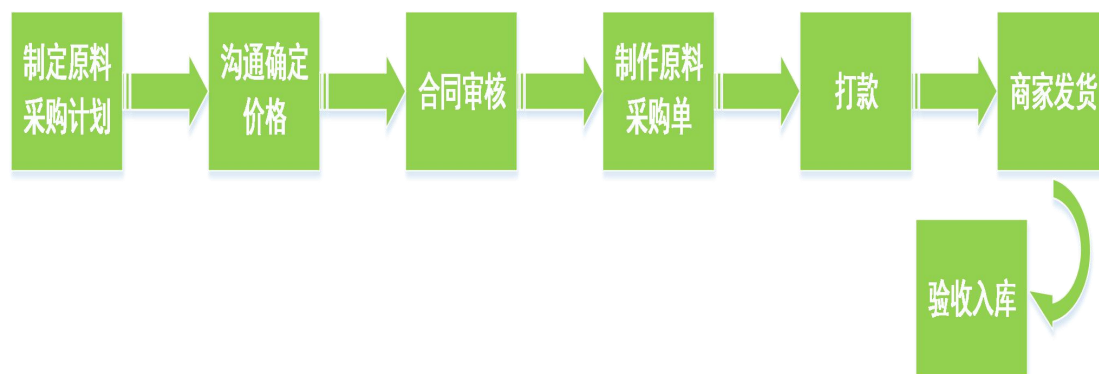 制定原料
采购计划
沟通确定
价格
合同审核
制作原料
采购单
打款
商家发货
验收入库